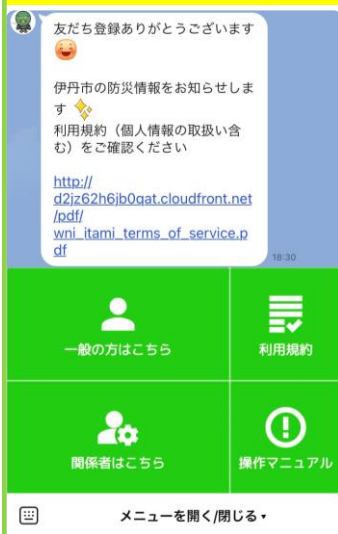 友だち登録ありがとうございます
伊丹市の防災情報をお知らせしま
す
利用規約（個人情報の取扱い含
む）をご確認ください
http://
d2jz62h6jb0qat.cloudfront.net
/pdf/
wni_itami_terms_of_service.p
df
18:30
一般の方はこちら
利用規約
関係者はこちら
操作マニュアル
メニューを開く/閉じる▾